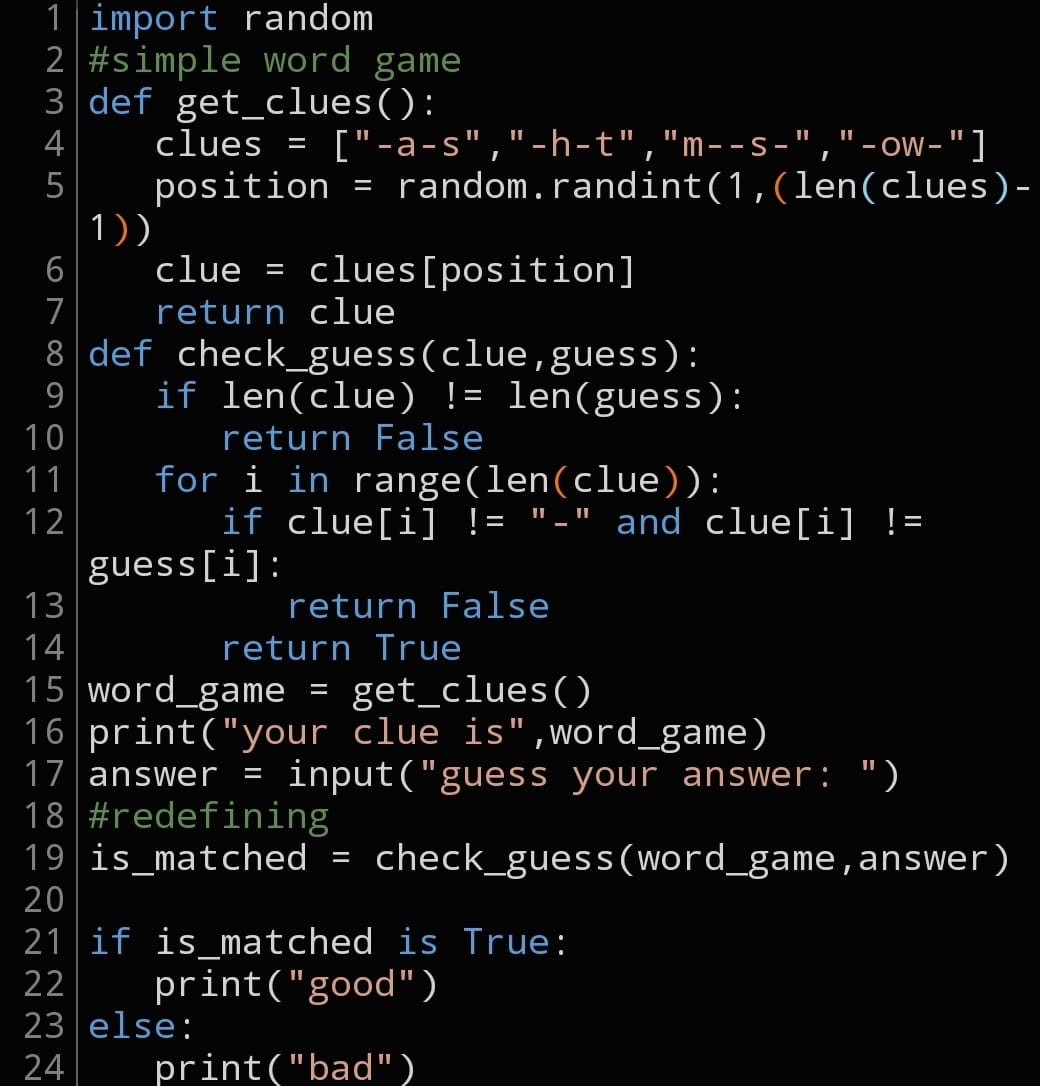 1 import random
2 #simple word game
3 def get_clues():
4    clues = ["-a-s","-h-t","m--s-","-ow-"]
5    position = random.randint(1,(len(clues)-
1))
6    clue = clues[position]
7    return clue
8 def check_guess(clue,guess):
9    if len(clue) != len(guess):
10       return False
11    for i in range(len(clue)):
12       if clue[i] != "-" and clue[i] !=
guess[i]:
13          return False
14       return True
15 word_game = get_clues()
16 print("your clue is",word_game)
17 answer = input("guess your answer: ")
18 #redefining
19 is_matched = check_guess(word_game,answer)
20
21 if is_matched is True:
22    print("good")
23 else:
24    print("bad")